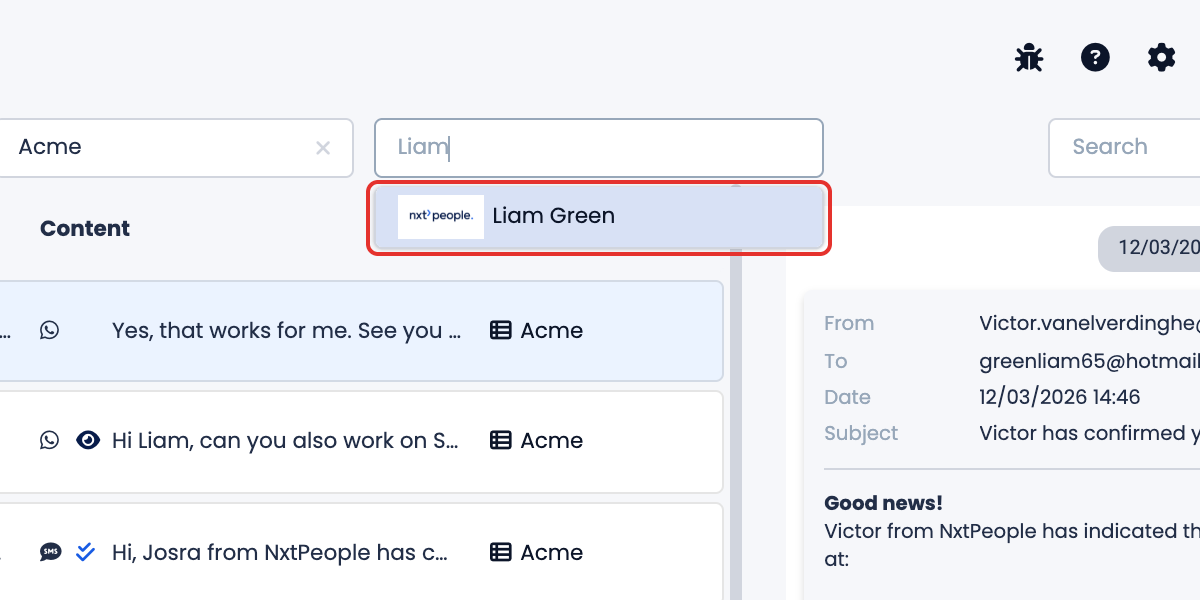 Acme
Liam
Search
nxt people.
Liam Green
Content
12/03/20
...
Yes, that works for me. See you ...
Acme
Hi Liam, can you also work on S...
Acme
SMS
Hi, Josra from NxtPeople has c...
Acme
From
Victor.vanelverdinghe@
To
greenliam65@hotmail
Date
12/03/2026 14:46
Subject
Victor has confirmed y
Good news!
Victor from NxtPeople has indicated th
at: